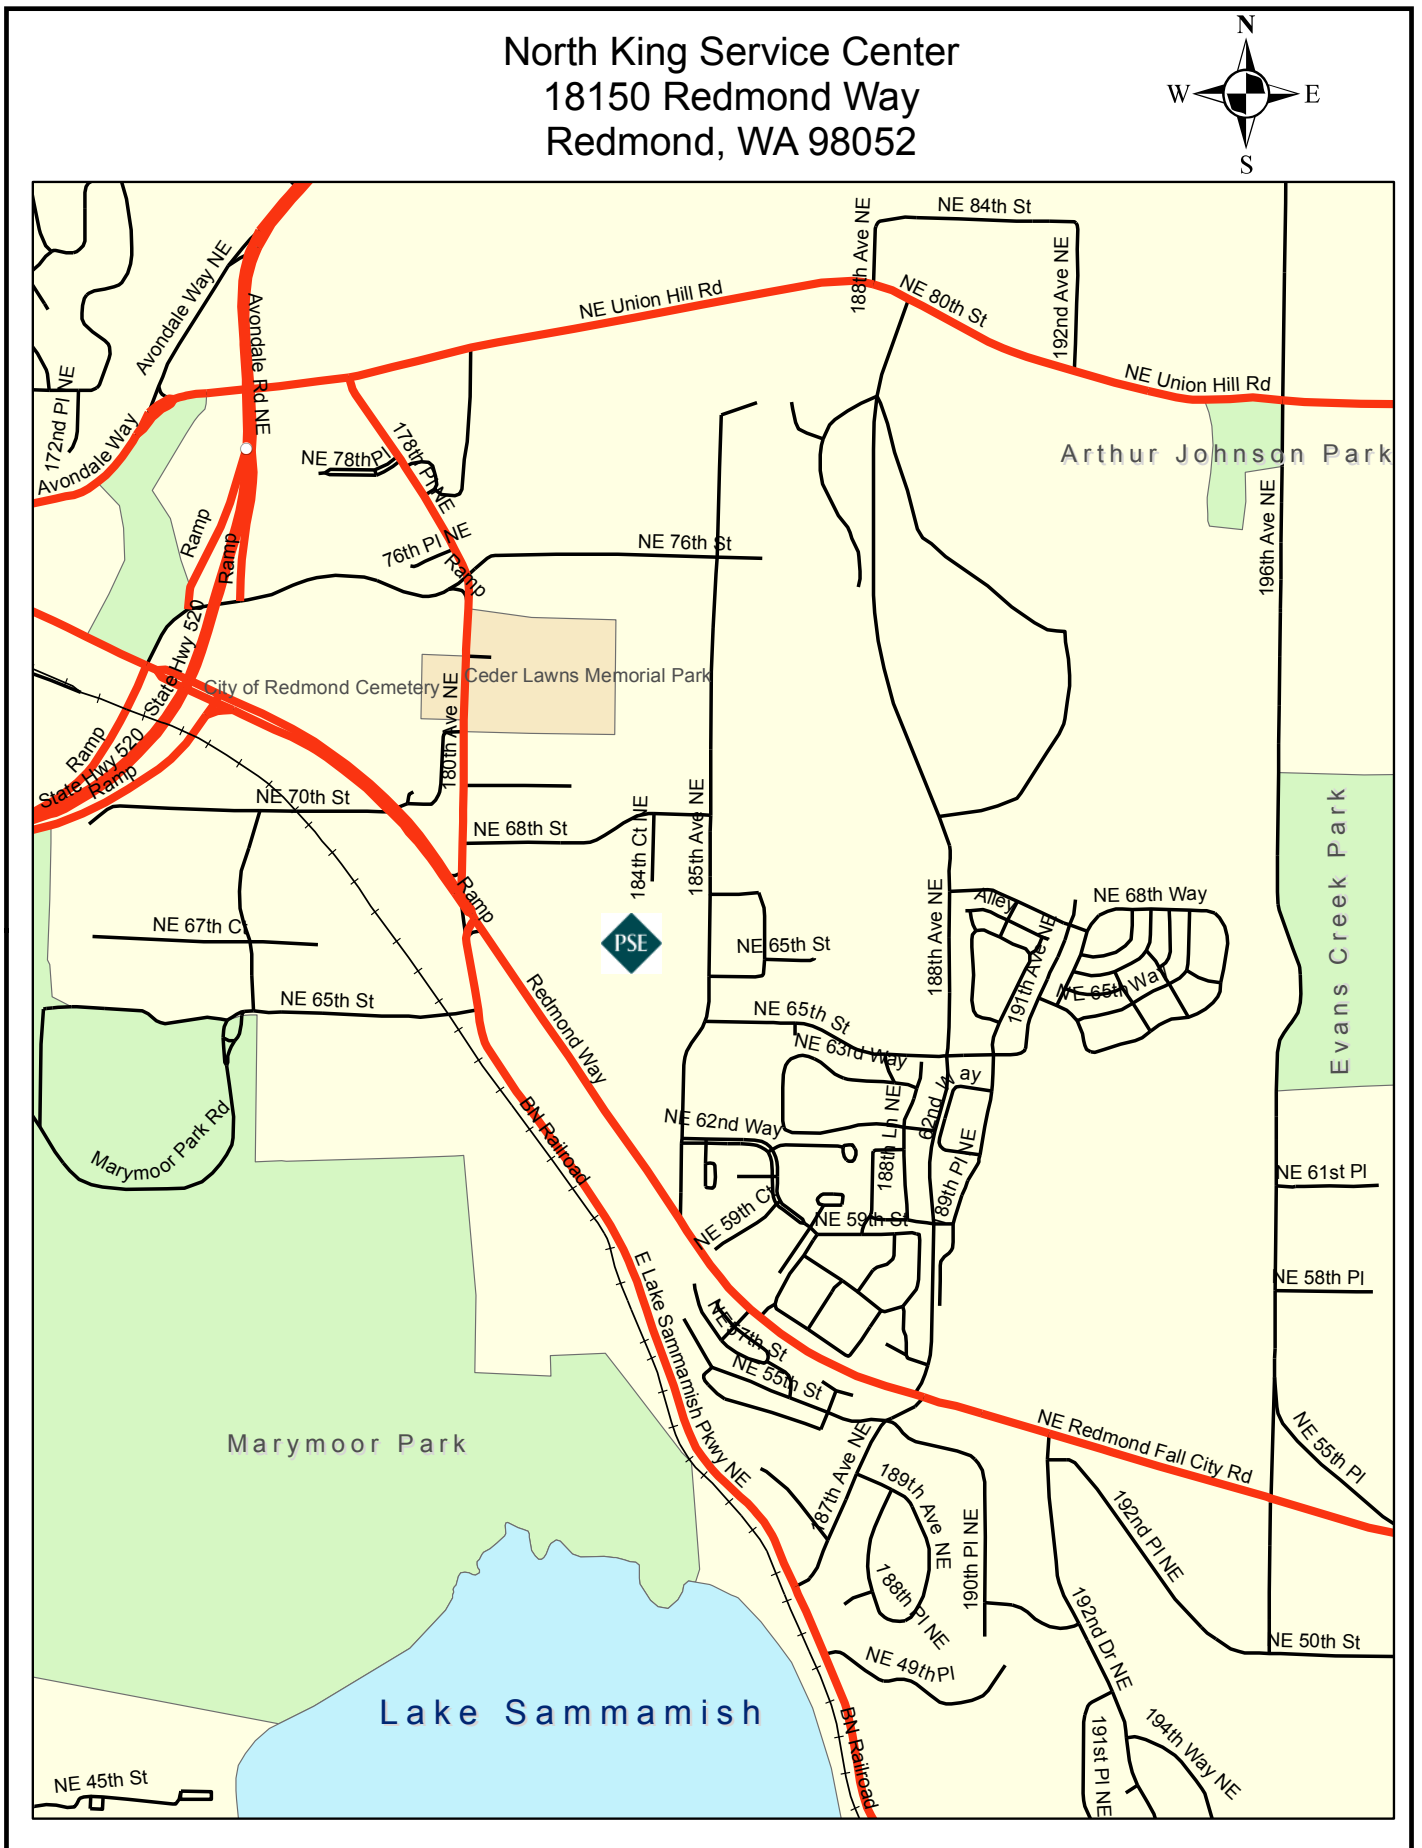 North King Service Center
18150 Redmond Way
Redmond, WA 98052
N
W
E
S
NE 84th St
188th Ave NE
192nd Ave NE
Avondale Way NE
NE Union Hill Rd
NE 80th St
Avondale Rd NE
NE Union Hill Rd
172nd Pl NE
Avondale Way
NE 78th Pl
178th Pl NE
Arthur Johnson Park
196th Ave NE
Ramp
Ramp
76th Pl NE
NE 76th St
Ramp
State Hwy 520
City of Redmond Cemetery
Ceder Lawns Memorial Park
180th Ave NE
Ramp
State Hwy 520
Ramp
NE 70th St
NE 68th St
184th Ct NE
185th Ave NE
Evans Creek Park
Ramp
188th Ave NE
Alley
NE 68th Way
191th Ave NE
NE 67th Ct
PSE
NE 65th St
NE 65th Way
NE 65th St
Redmond Way
NE 65th St
NE 63rd Way
62nd Way
Marymoor Park Rd
BN Railroad
NE 62nd Way
188th Ln NE
189th Pl NE
NE 61st Pl
NE 59th Ct
NE 59th St
NE 58th Pl
E Lake Sammamish Pkwy NE
NE 57th St
NE 55th St
Marymoor Park
NE Redmond Fall City Rd
NE 55th Pl
187th Ave NE
189th Ave NE
190th Pl NE
192nd Pl NE
188th Pl NE
192nd Dr NE
NE 50th St
NE 49th Pl
Lake Sammamish
BN Railroad
191st Pl NE
194th Way NE
NE 45th St